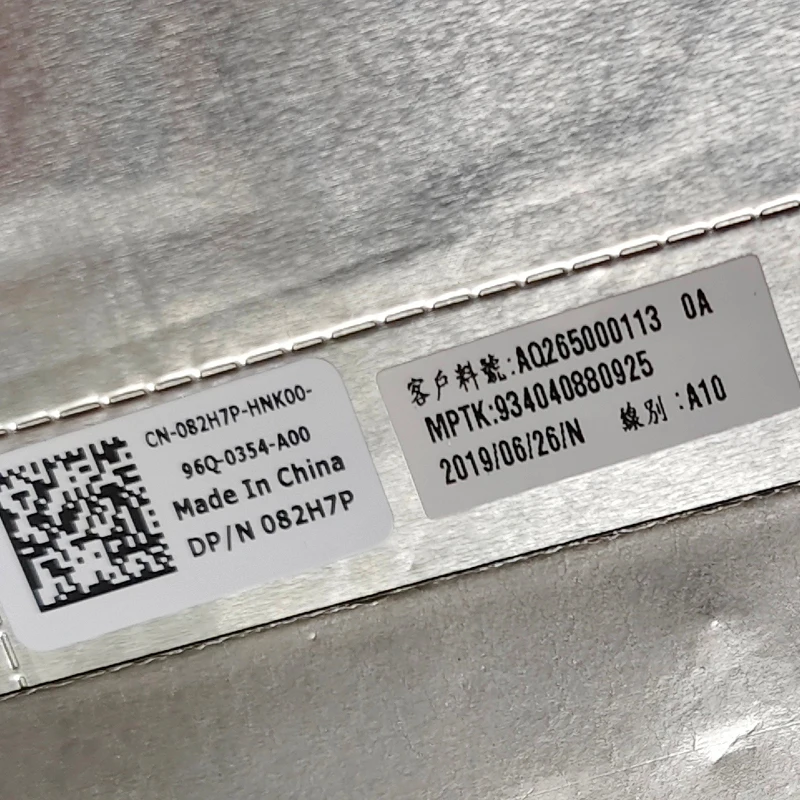 CN-082H7P-HNK00-
96Q-0354-A00
Made In China
DP/N 082H7P
客戶料號:AQ265000113 0A
MPTK:934040880925
2019/06/26/N 線別:A10